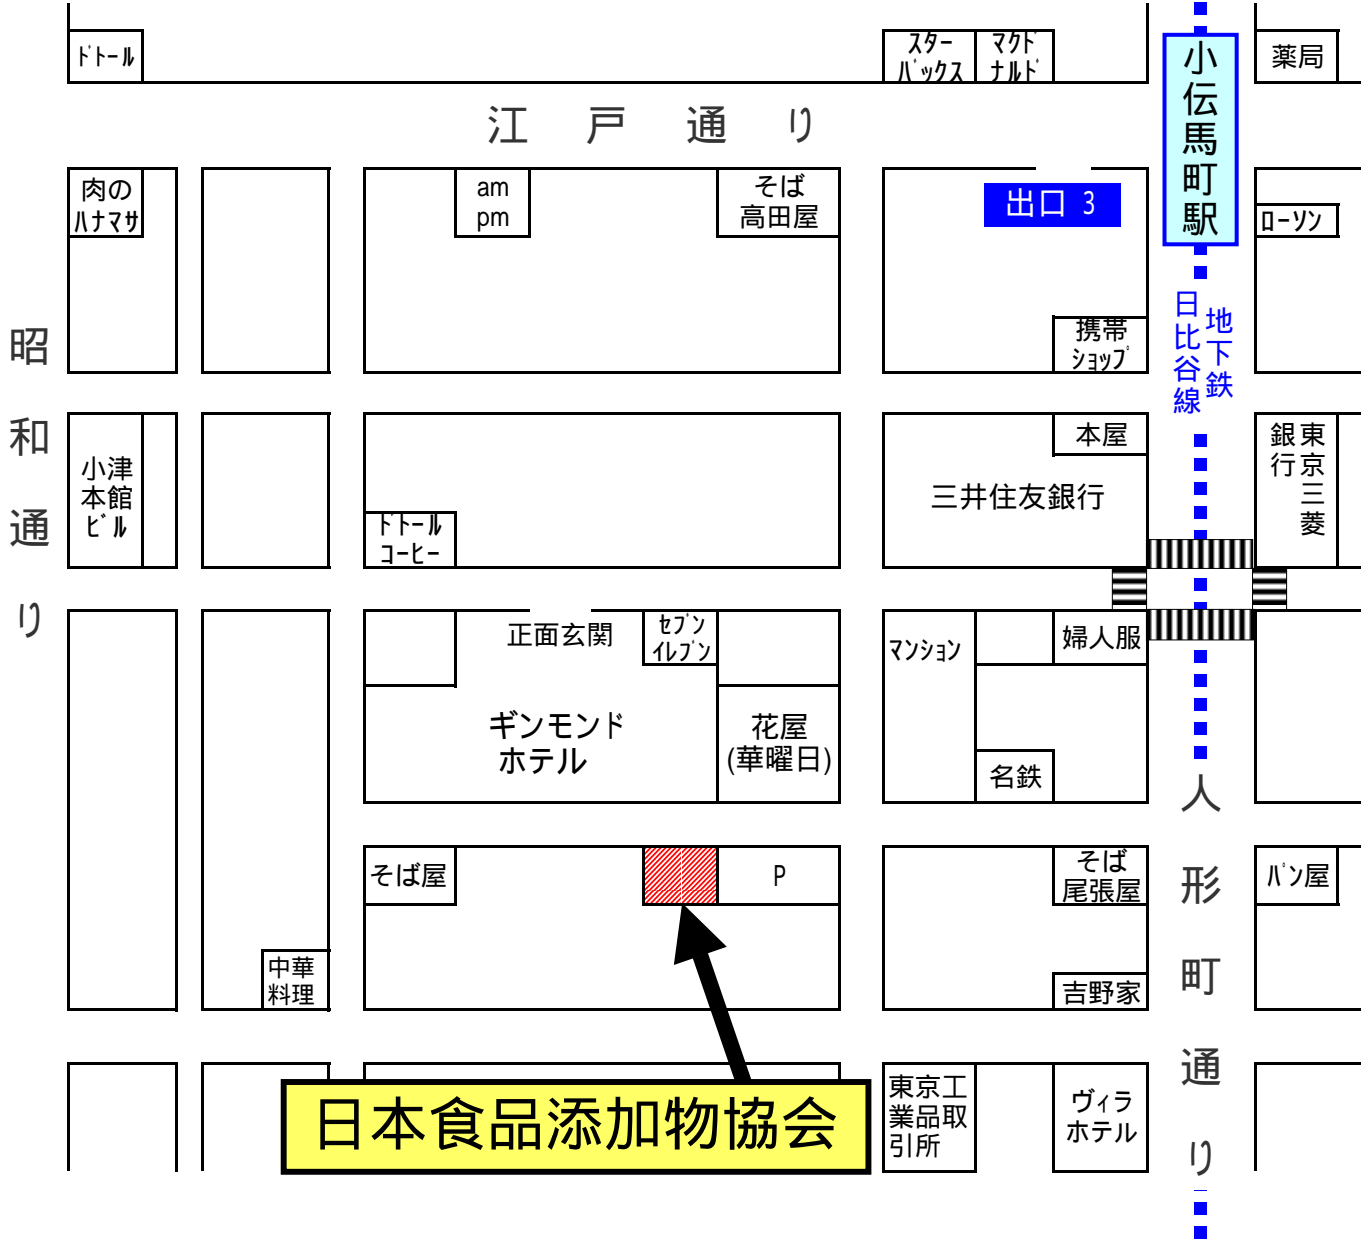 ﾄﾞﾄｰﾙ
スター
ﾊﾞックス
マクド
ナルド
薬局
小伝馬町駅
江戸通り
肉の
ハナマサ
am
pm
そば
高田屋
出口 3
ﾛｰｿﾝ
昭和通り
携帯
ショップ
地下鉄
日比谷線
小津
本館
ビル
ﾄﾞﾄｰﾙ
ｺｰﾋｰ
本屋
三井住友銀行
東京三菱
銀行
正面玄関
ｾﾌﾞﾝ
ｲﾚﾌﾞﾝ
マンション
婦人服
ギンモンド
ホテル
花屋
(華曜日)
名鉄
人形町通り
そば屋
P
そば
尾張屋
パン屋
中華
料理
吉野家
日本食品添加物協会
東京工
業品取
引所
ヴィラ
ホテル